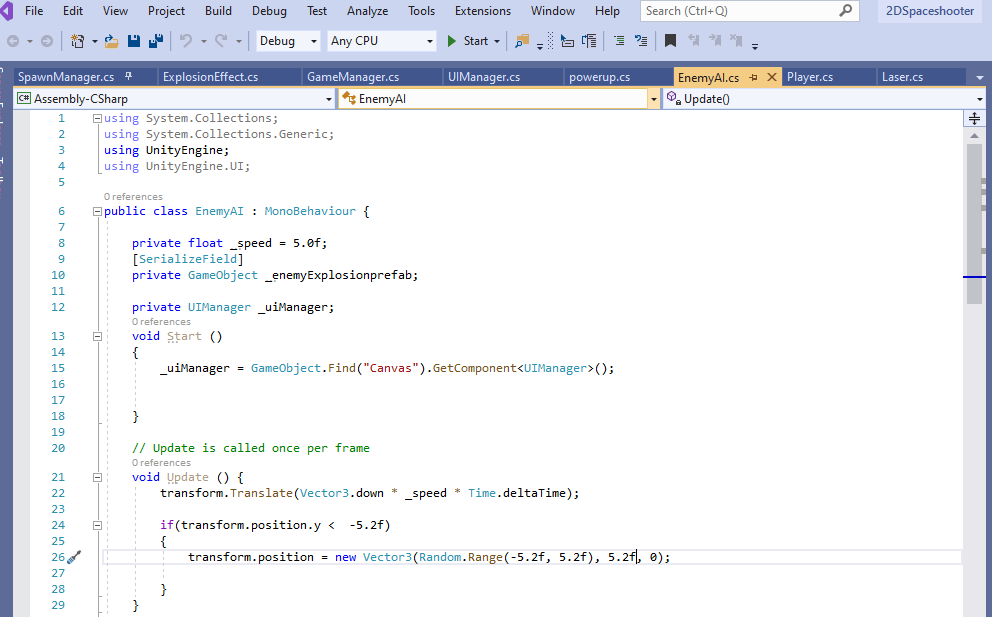 File Edit View Project Build Debug Test Analyze Tools Extensions Window Help Search (Ctrl+Q) 2DSpaceshooter
Debug Any CPU Start
SpawnManager.cs ExplosionEffect.cs GameManager.cs UIManager.cs powerup.cs EnemyAI.cs Player.cs Laser.cs
C# Assembly-CSharp EnemyAI Update()
1 using System.Collections;
2 using System.Collections.Generic;
3 using UnityEngine;
4 using UnityEngine.UI;
5
0 references
6 public class EnemyAI : MonoBehaviour {
7
8 private float _speed = 5.0f;
9 [SerializeField]
10 private GameObject _enemyExplosionprefab;
11
12 private UIManager _uiManager;
0 references
13 void Start ()
14 {
15 _uiManager = GameObject.Find("Canvas").GetComponent<UIManager>();
16
17
18 }
19
20 // Update is called once per frame
0 references
21 void Update () {
22 transform.Translate(Vector3.down * _speed * Time.deltaTime);
23
24 if(transform.position.y <  -5.2f)
25 {
26 transform.position = new Vector3(Random.Range(-5.2f, 5.2f), 5.2f, 0);
27
28 }
29 }